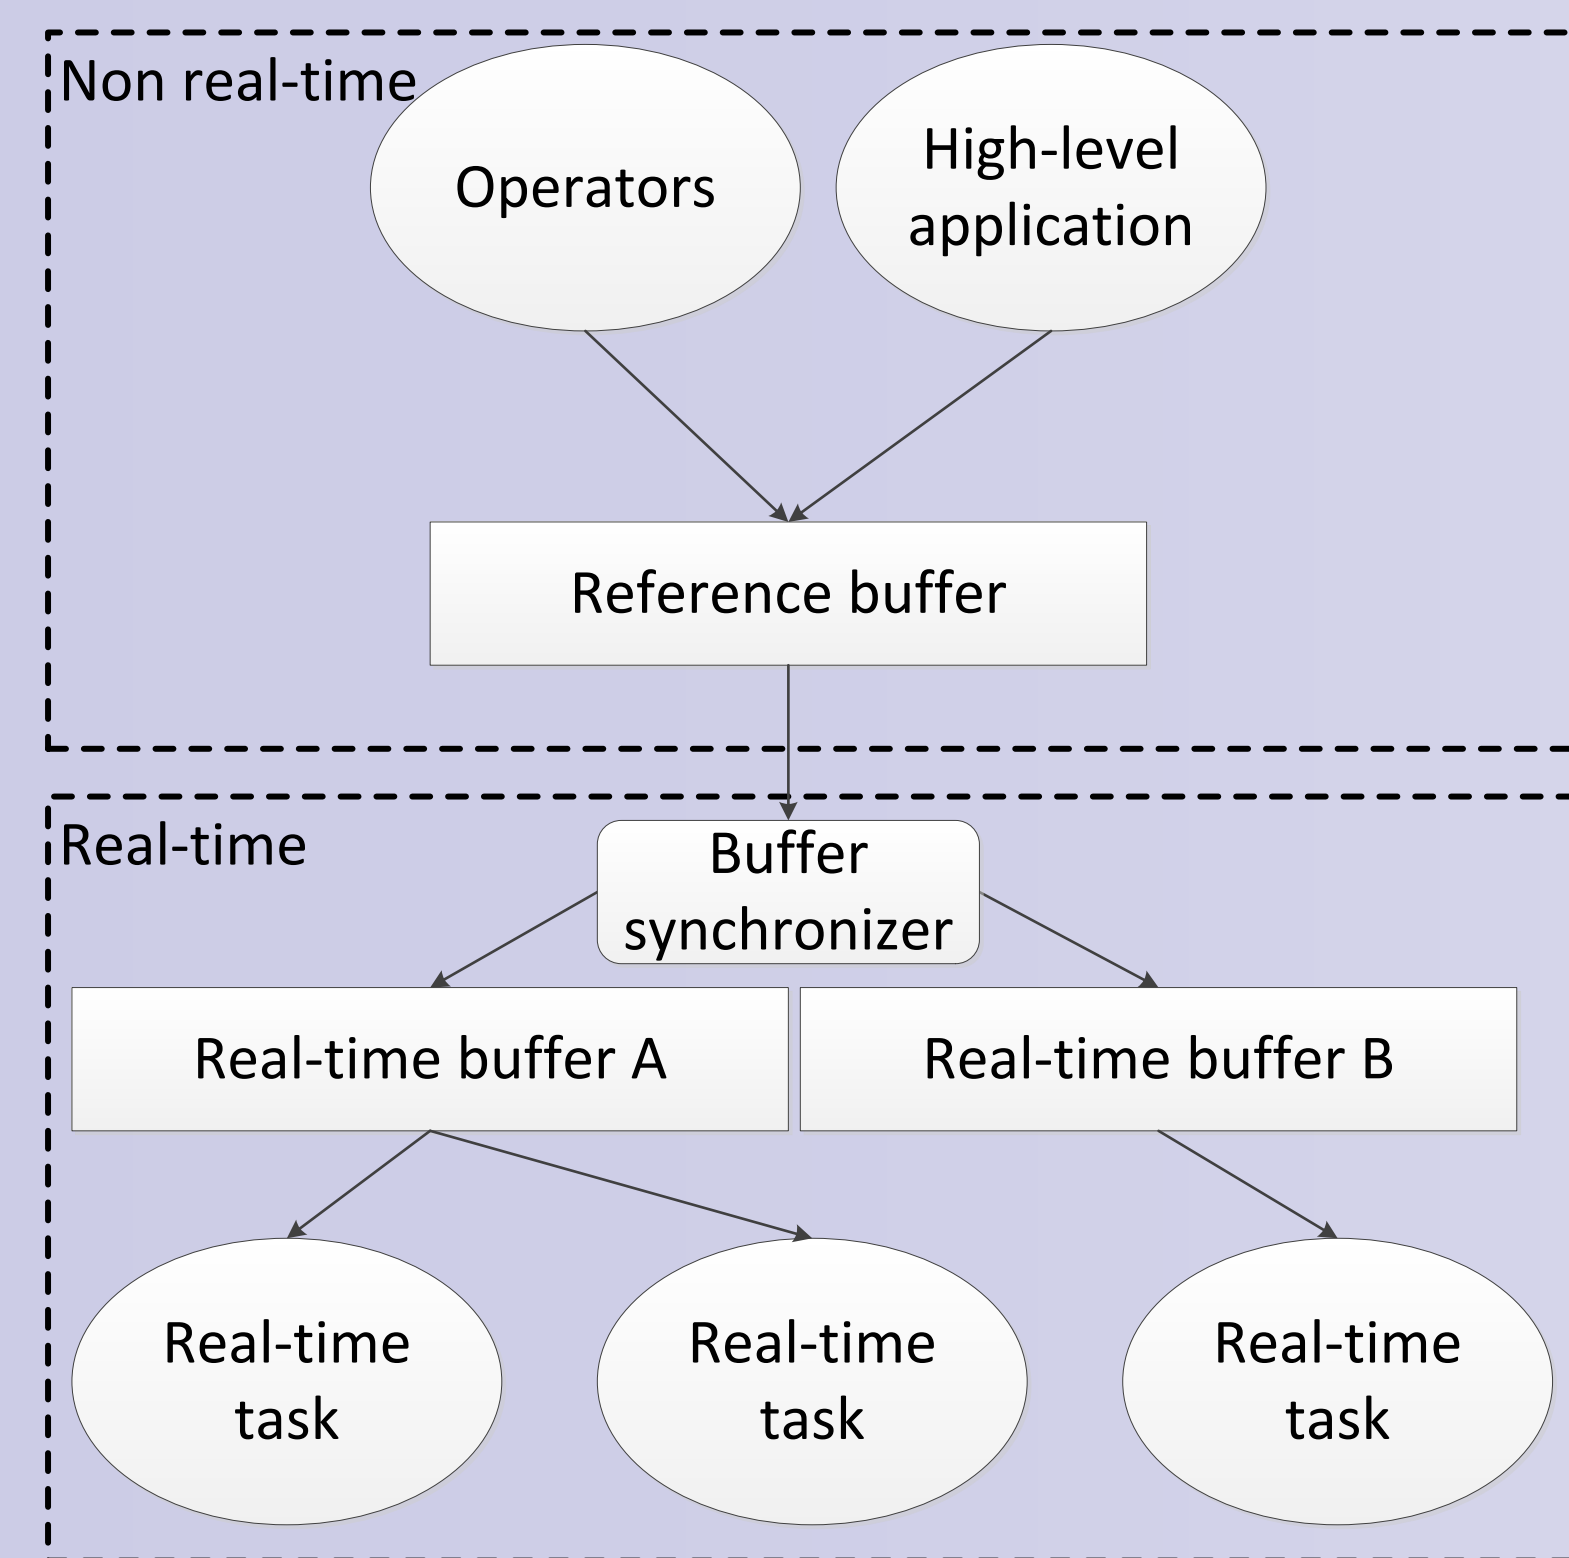 Non real-time
Operators
High-level
application
Reference buffer
Real-time
Buffer
synchronizer
Real-time buffer A
Real-time buffer B
Real-time
task
Real-time
task
Real-time
task